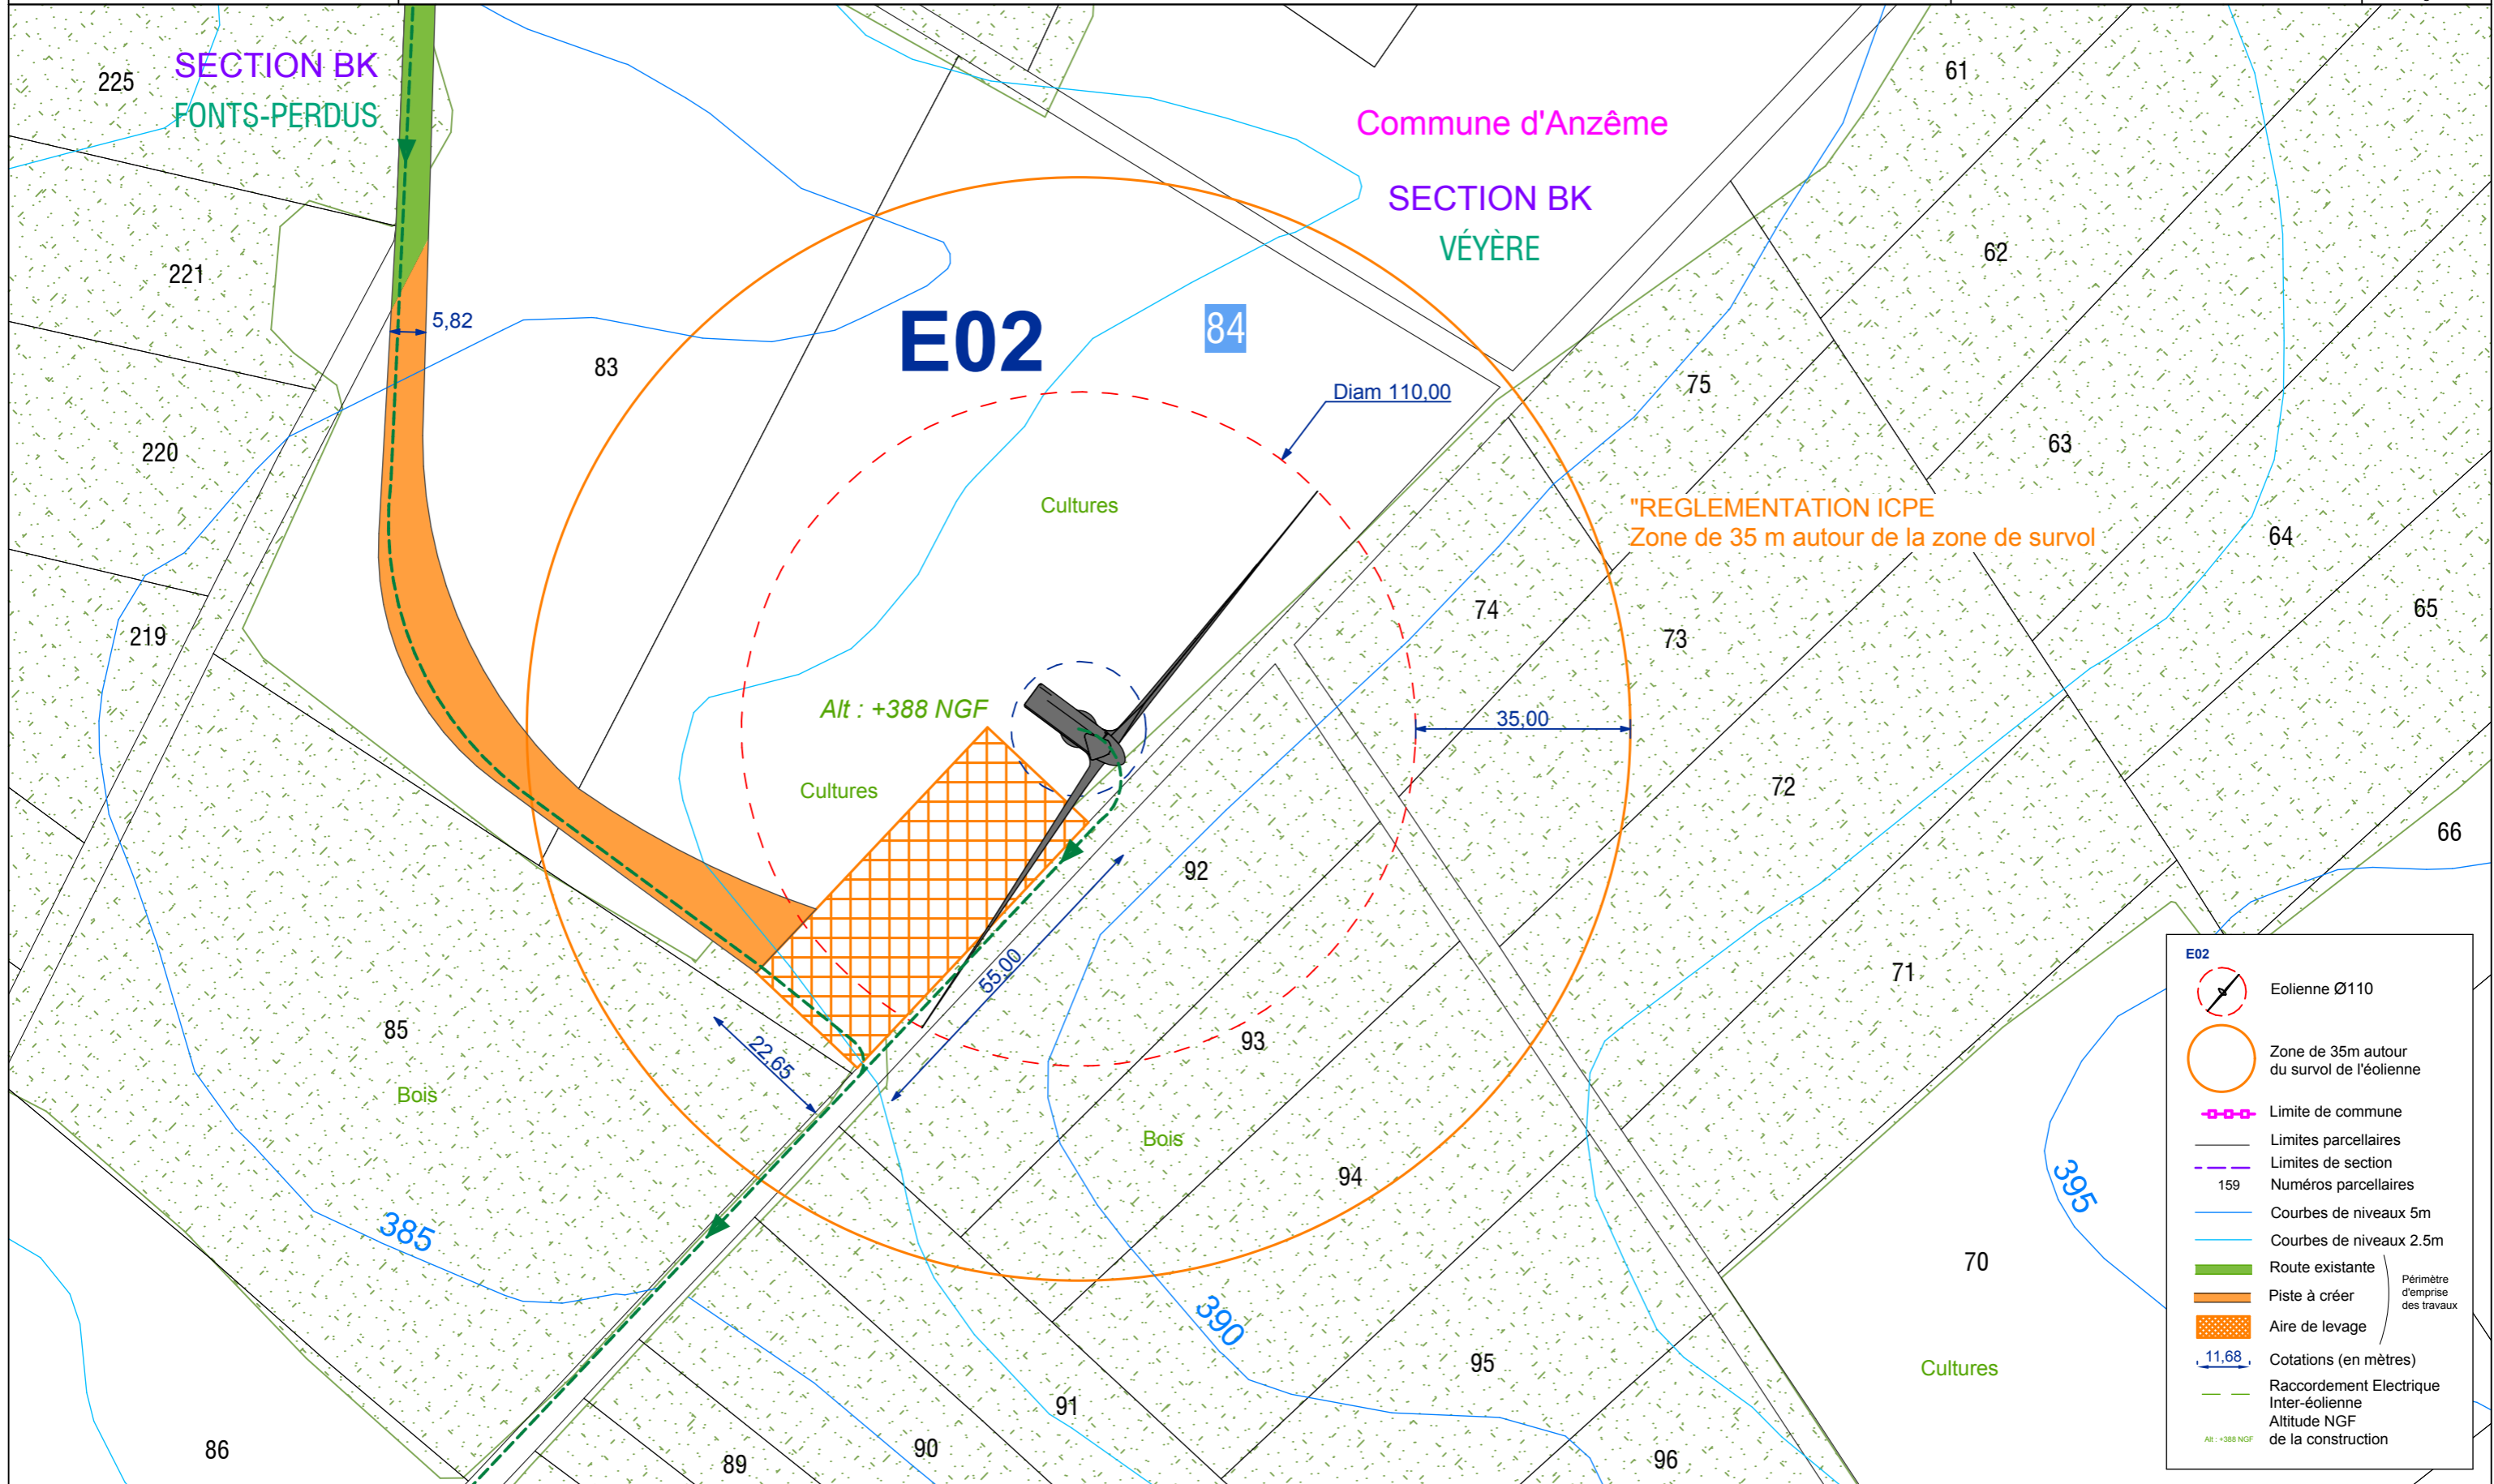 SECTION BK
FONTS-PERDUS
225
221
220
219
5,82
83
E02
84
Commune d'Anzême
SECTION BK
VÉYÈRE
61
62
63
64
65
66
75
74
73
72
71
70
Diam 110,00
Cultures
"REGLEMENTATION ICPE
Zone de 35 m autour de la zone de survol
35,00
Alt : +388 NGF
Cultures
55,00
22,65
92
93
94
95
96
91
90
89
85
Bois
86
385
Bois
390
395
Cultures
E02
Eolienne Ø110
Zone de 35m autour
du survol de l'éolienne
Limite de commune
Limites parcellaires
Limites de section
159 Numéros parcellaires
Courbes de niveaux 5m
Courbes de niveaux 2.5m
Route existante
Piste à créer
Aire de levage
Périmètre
d'emprise
des travaux
11,68 Cotations (en mètres)
Raccordement Electrique
Inter-éolienne
Altitude NGF
Alt : +388 NGF de la construction